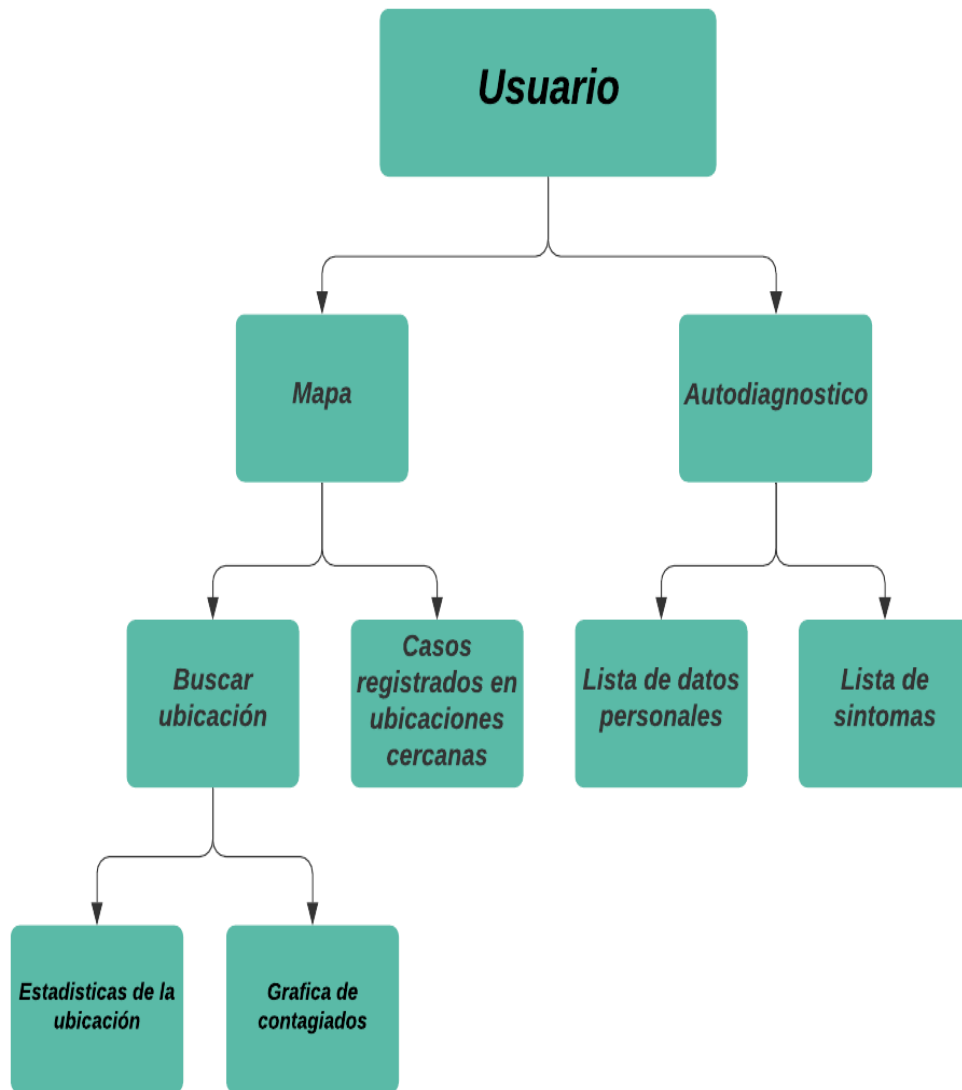 Usuario
Mapa
Autodiagnostico
Buscar
ubicación
Casos
registrados en
ubicaciones
cercanas
Lista de datos
personales
Lista de
sintomas
Estadisticas de la
ubicación
Grafica de
contagiados